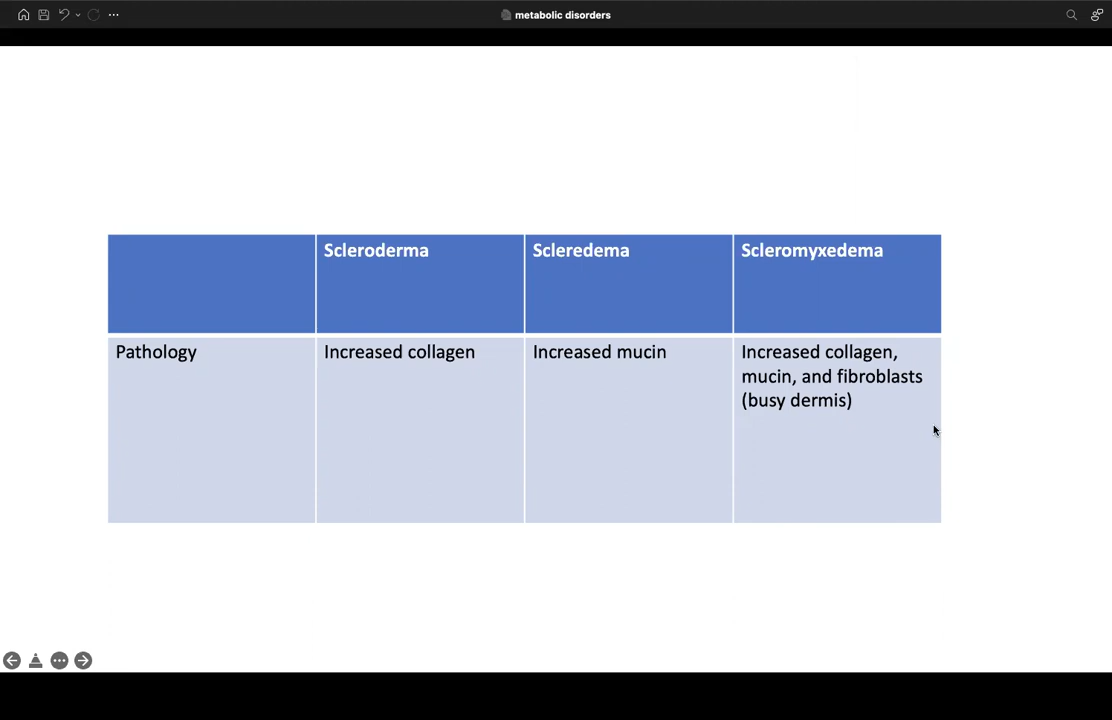 metabolic disorders
Scleroderma
Scleredema
Scleromyxedema
Pathology
Increased collagen
Increased mucin
Increased collagen,
mucin, and fibroblasts
(busy dermis)